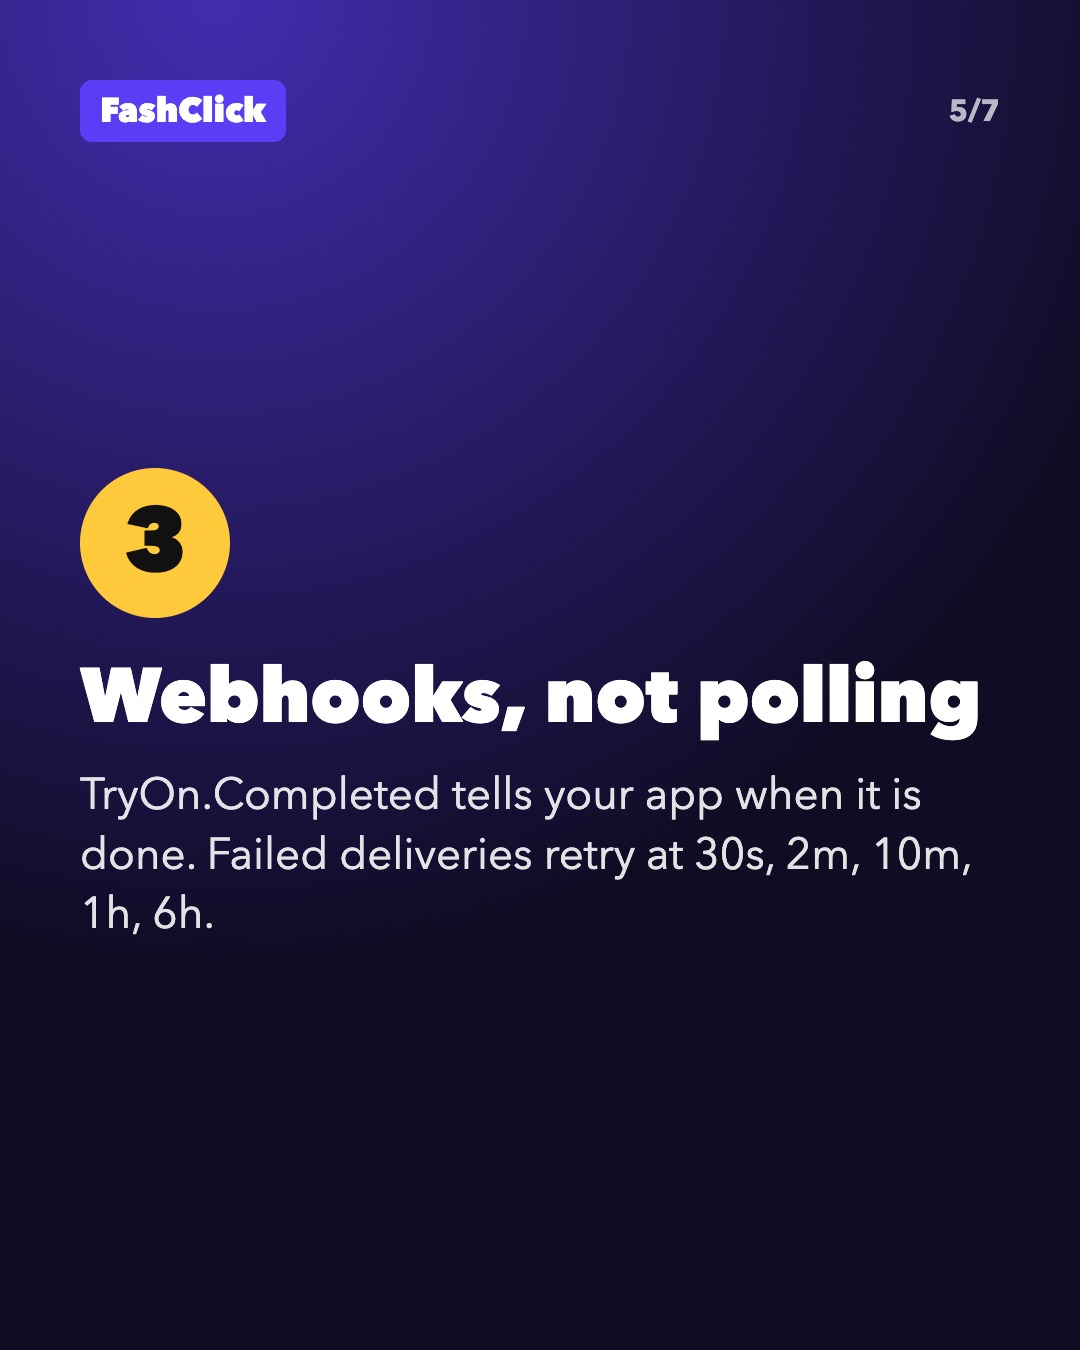 FashClick
5/7
3
Webhooks, not polling
TryOn.Completed tells your app when it is
done. Failed deliveries retry at 30s, 2m, 10m,
1h, 6h.